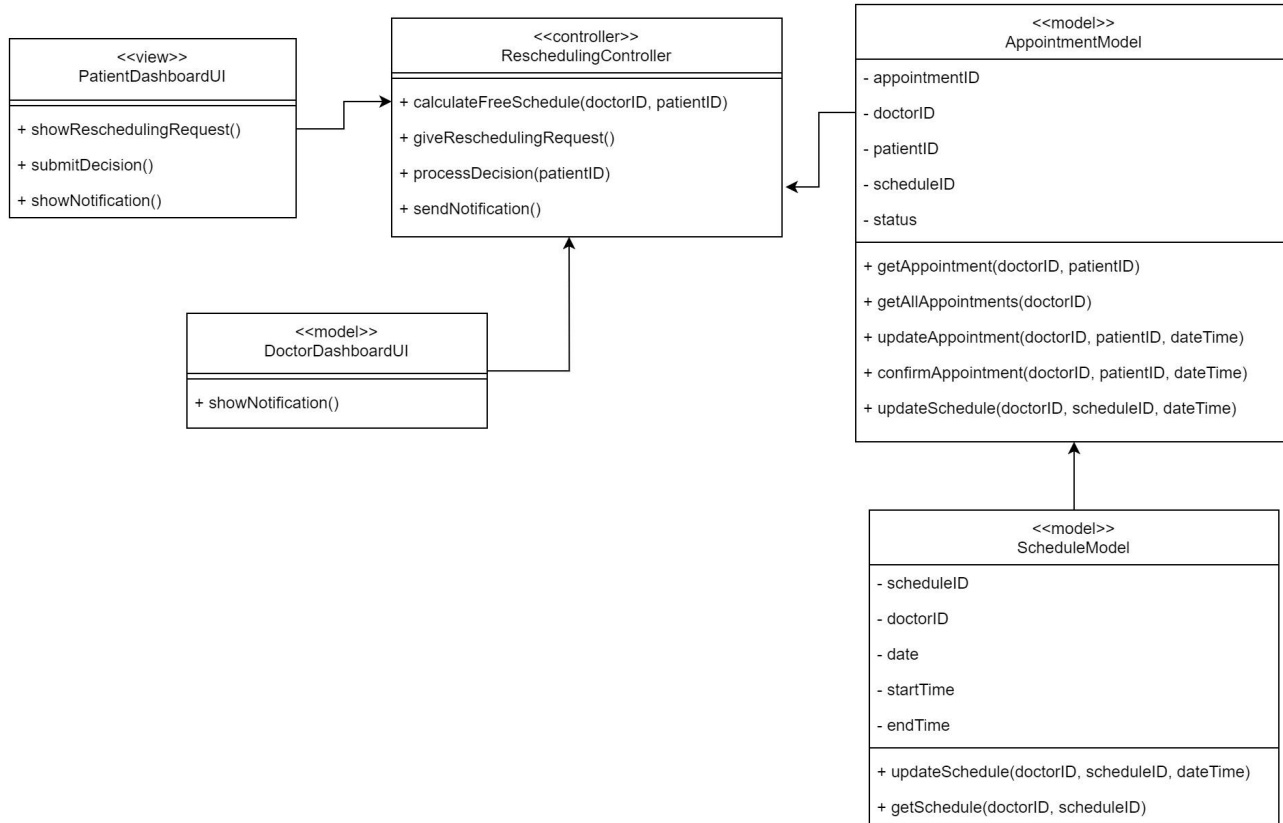 <<view>>
PatientDashboardUI
+ showReschedulingRequest()
+ submitDecision()
+ showNotification()
<<controller>>
ReschedulingController
+ calculateFreeSchedule(doctorID, patientID)
+ giveReschedulingRequest()
+ processDecision(patientID)
+ sendNotification()
<<model>>
AppointmentModel
- appointmentID
- doctorID
- patientID
- scheduleID
- status
+ getAppointment(doctorID, patientID)
+ getAllAppointments(doctorID)
+ updateAppointment(doctorID, patientID, dateTime)
+ confirmAppointment(doctorID, patientID, dateTime)
+ updateSchedule(doctorID, scheduleID, dateTime)
<<model>>
DoctorDashboardUI
+ showNotification()
<<model>>
ScheduleModel
- scheduleID
- doctorID
- date
- startTime
- endTime
+ updateSchedule(doctorID, scheduleID, dateTime)
+ getSchedule(doctorID, scheduleID)